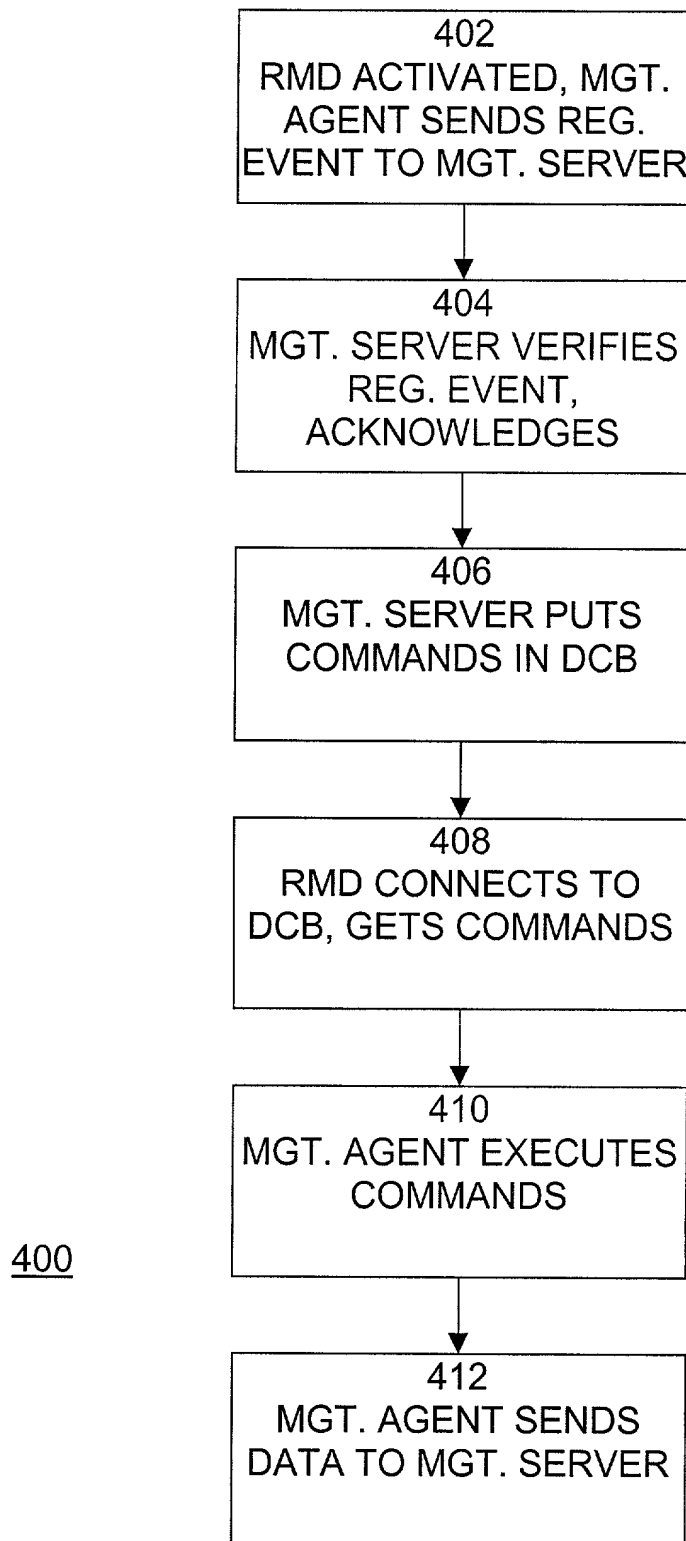 402
RMD ACTIVATED, MGT.
AGENT SENDS REG.
EVENT TO MGT. SERVER
404
MGT. SERVER VERIFIES
REG. EVENT,
ACKNOWLEDGES
406
MGT. SERVER PUTS
COMMANDS IN DCB
408
RMD CONNECTS TO
DCB, GETS COMMANDS
410
MGT. AGENT EXECUTES
COMMANDS
400
412
MGT. AGENT SENDS
DATA TO MGT. SERVER